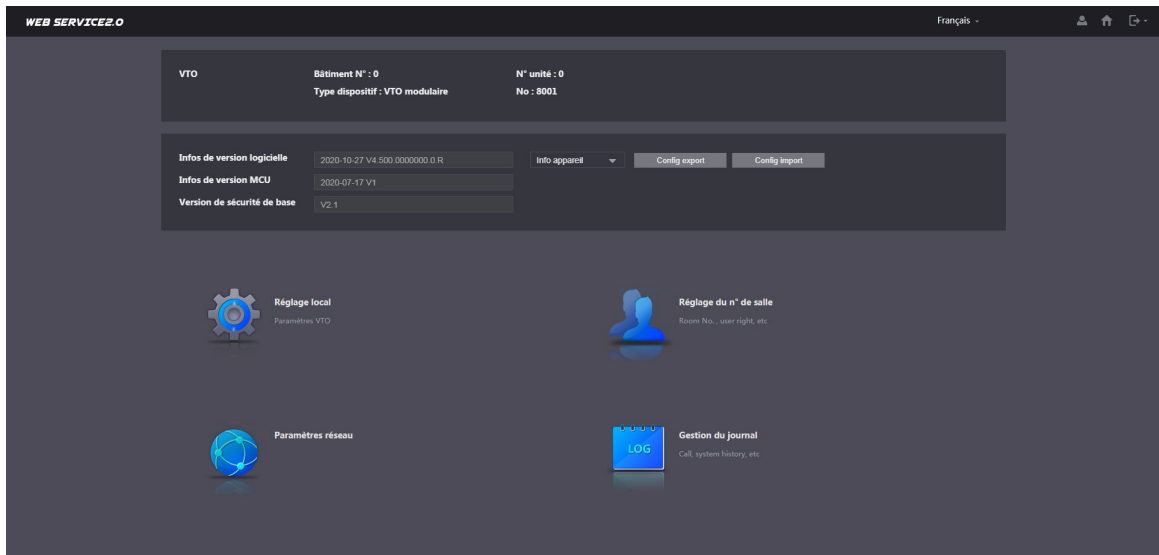 WEB SERVICE2.0
Français
VTO
Bâtiment N° : 0
N° unité : 0
Type dispositif : VTO modulaire
No : 8001
Infos de version logicielle
2020-10-27 V4.500.0000000.0.R
Info appareil
Config export
Config import
Infos de version MCU
2020-07-17 V1
Version de sécurité de base
V2.1
Réglage local
Paramètres VTO
Réglage du n° de salle
Room No. , user right, etc
Paramètres réseau
LOG
Gestion du journal
Call, system history, etc